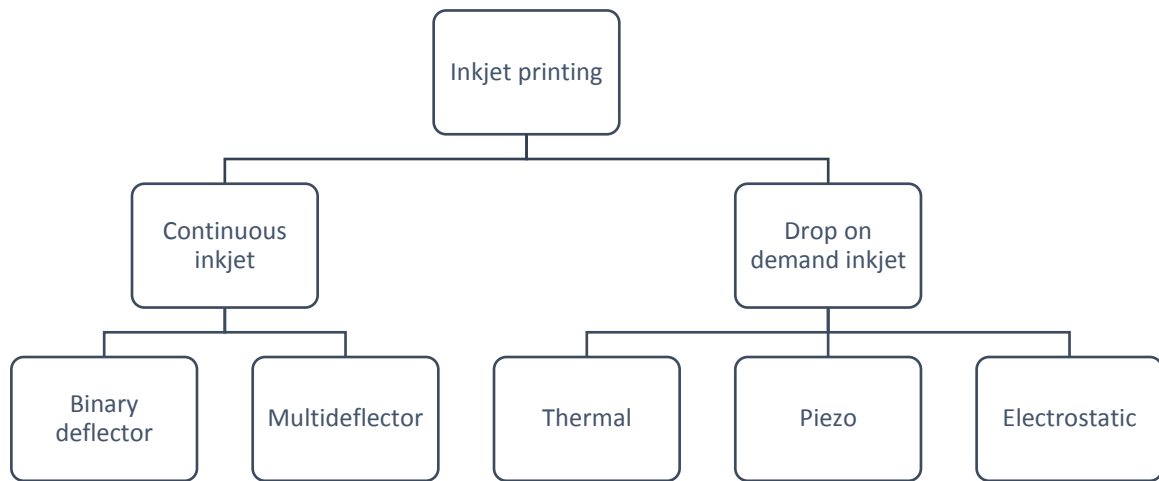 Inkjet printing
Continuous
inkjet
Drop on
demand inkjet
Binary
deflector
Multideflector
Thermal
Piezo
Electrostatic